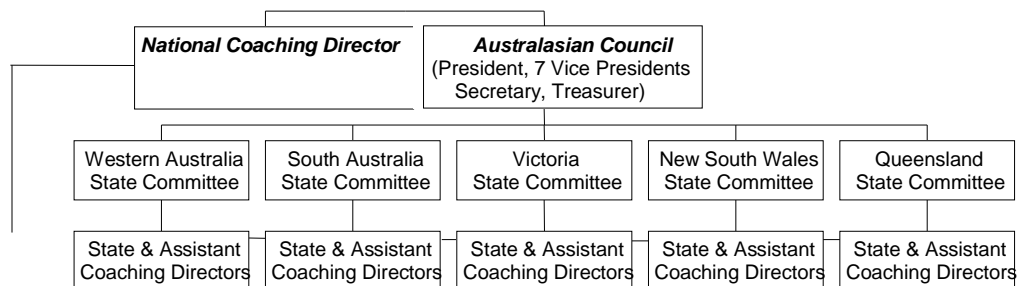 National Coaching Director
Australasian Council
(President, 7 Vice Presidents
Secretary, Treasurer)
Western Australia
State Committee
South Australia
State Committee
Victoria
State Committee
New South Wales
State Committee
Queensland
State Committee
State & Assistant
Coaching Directors
State & Assistant
Coaching Directors
State & Assistant
Coaching Directors
State & Assistant
Coaching Directors
State & Assistant
Coaching Directors